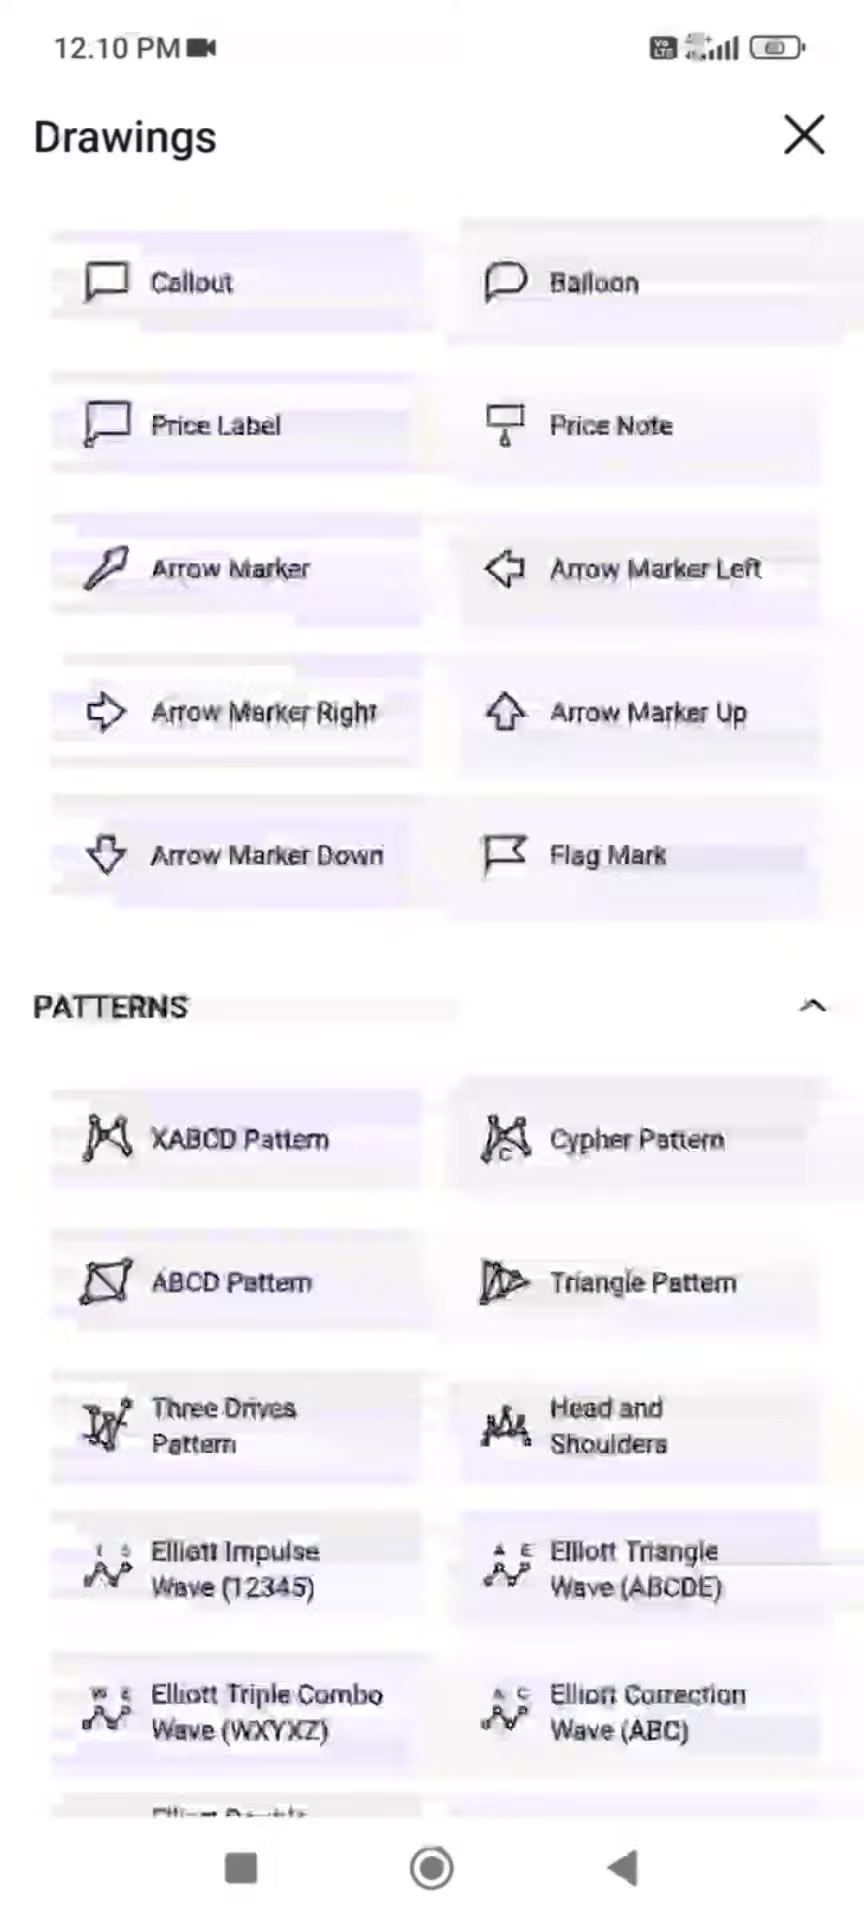 12.10 PM
Drawings
Callout
Balloon
Price Label
Price Note
Arrow Marker
Arrow Marker Left
Arrow Marker Right
Arrow Marker Up
Arrow Marker Down
Flag Mark
PATTERNS
XABCD Pattern
Cypher Pattern
ABCD Pattern
Triangle Pattern
Three Drives
Pattern
Head and
Shoulders
Elliott Impulse
Wave (12345)
Elliott Triangle
Wave (ABCDE)
Elliott Triple Combo
Wave (WXYXZ)
Elliott Correction
Wave (ABC)